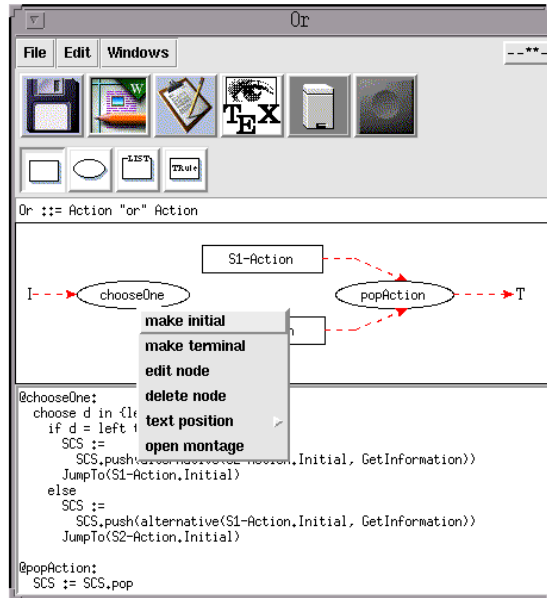 Or
File Edit Windows --**-
W
TEX
LIST TRule
Or ::= Action "or" Action
S1-Action
I chooseOne popAction T
make initial
make terminal
edit node
delete node
text position
open montage
@chooseOne:
choose d in {le
if d = left t
SCS :=
SCS.push(alternative(S2-Action.Initial, GetInformation))
JumpTo(S1-Action.Initial)
else
SCS :=
SCS.push(alternative(S1-Action.Initial, GetInformation))
JumpTo(S2-Action.Initial)
@popAction:
SCS := SCS.pop